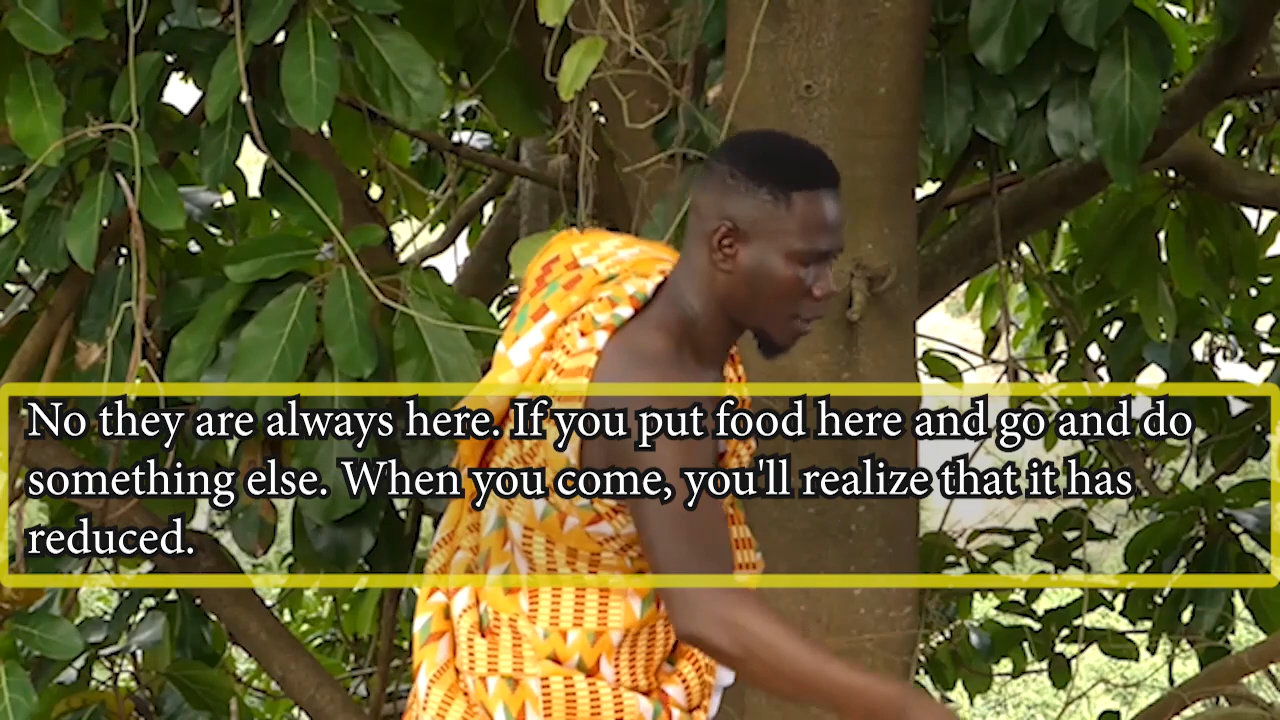 No they are always here. If you put food here and go and do
something else. When you come, you'll realize that it has
reduced.